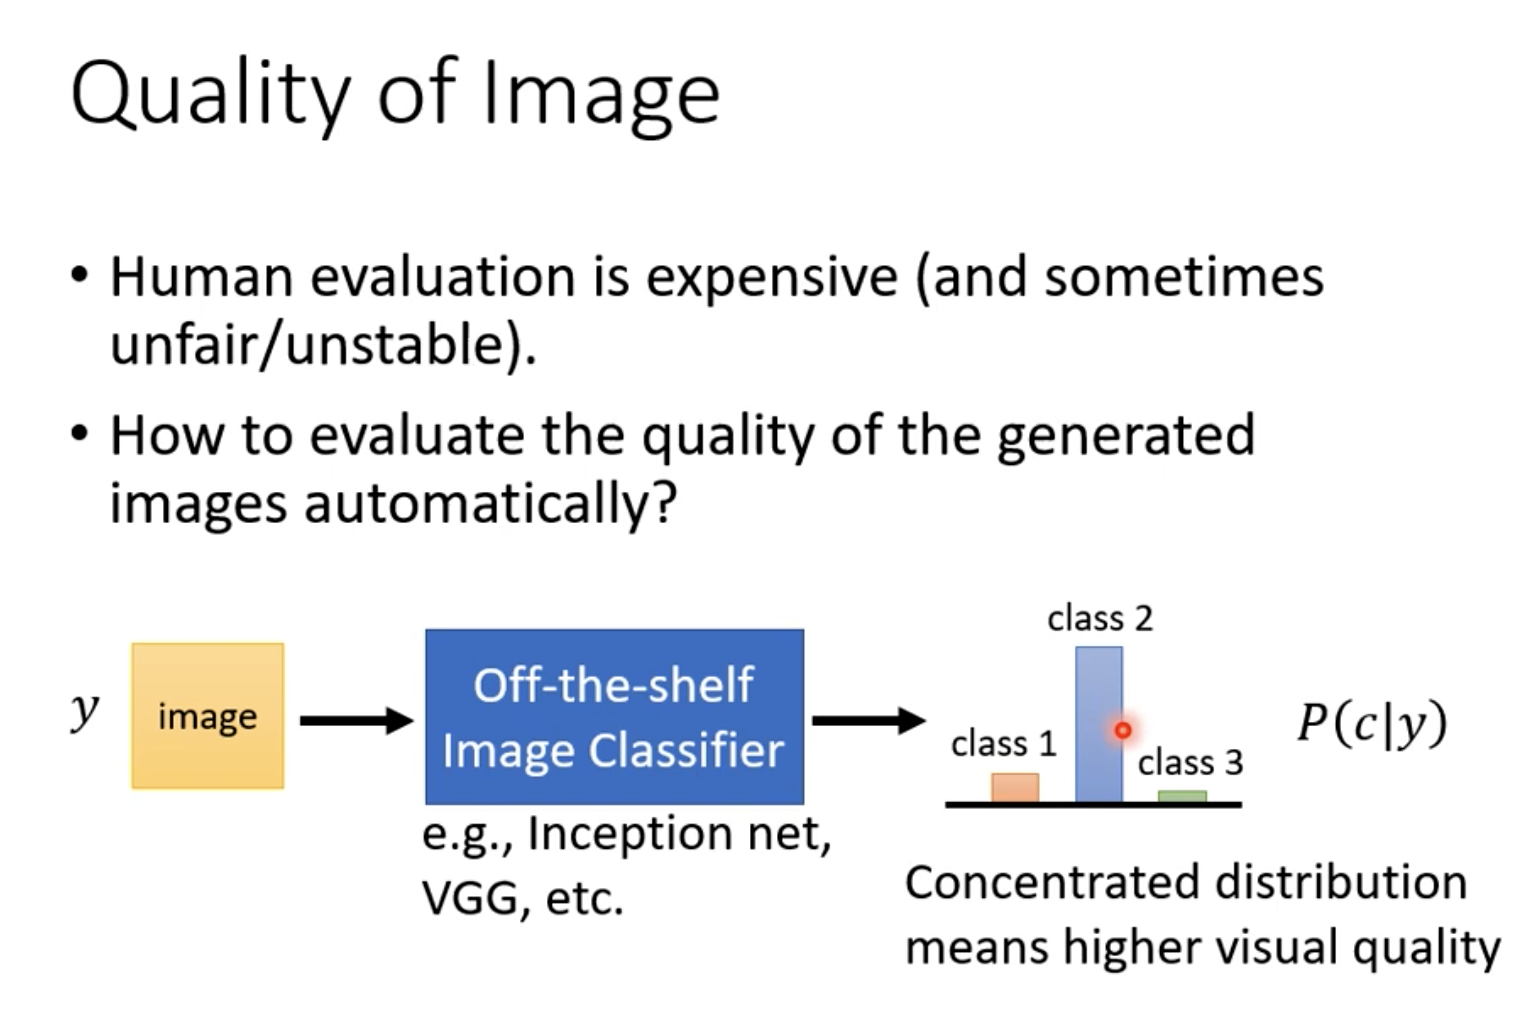 Quality of Image
• Human evaluation is expensive (and sometimes
unfair/unstable).
• How to evaluate the quality of the generated
images automatically?
y
image
Off-the-shelf
Image Classifier
e.g., Inception net,
VGG, etc.
class 1
class 2
class 3
P(c|y)
Concentrated distribution
means higher visual quality